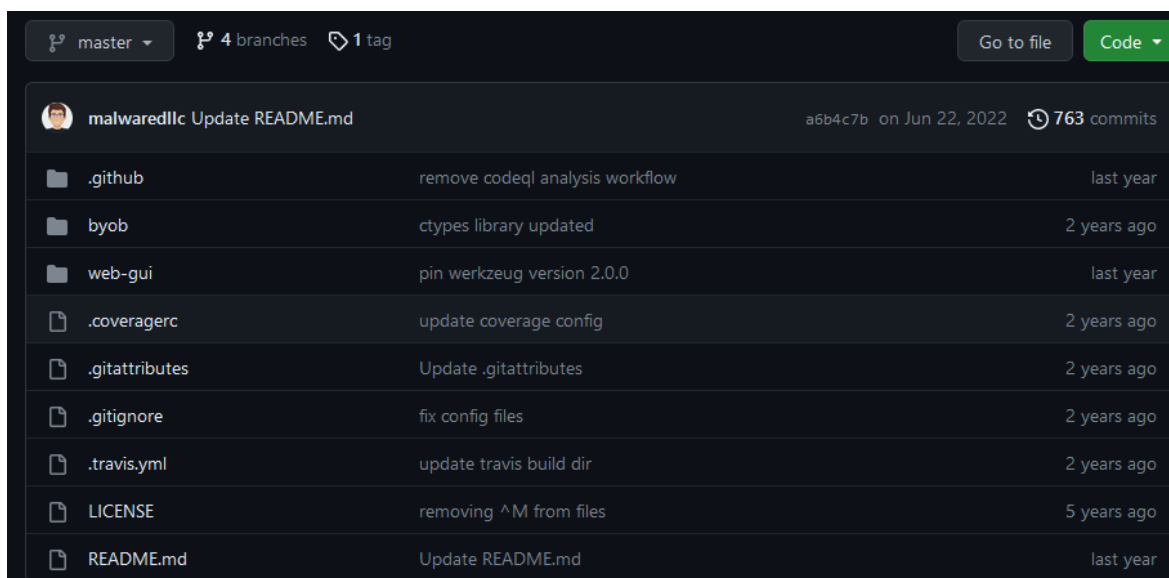 master 4 branches 1 tag Go to file Code
malwaredllc Update README.md a6b4c7b on Jun 22, 2022 763 commits
.github remove codeql analysis workflow last year
byob ctypes library updated 2 years ago
web-gui pin werkzeug version 2.0.0 last year
.coveragerc update coverage config 2 years ago
.gitattributes Update .gitattributes 2 years ago
.gitignore fix config files 2 years ago
.travis.yml update travis build dir 2 years ago
LICENSE removing ^M from files 5 years ago
README.md Update README.md last year